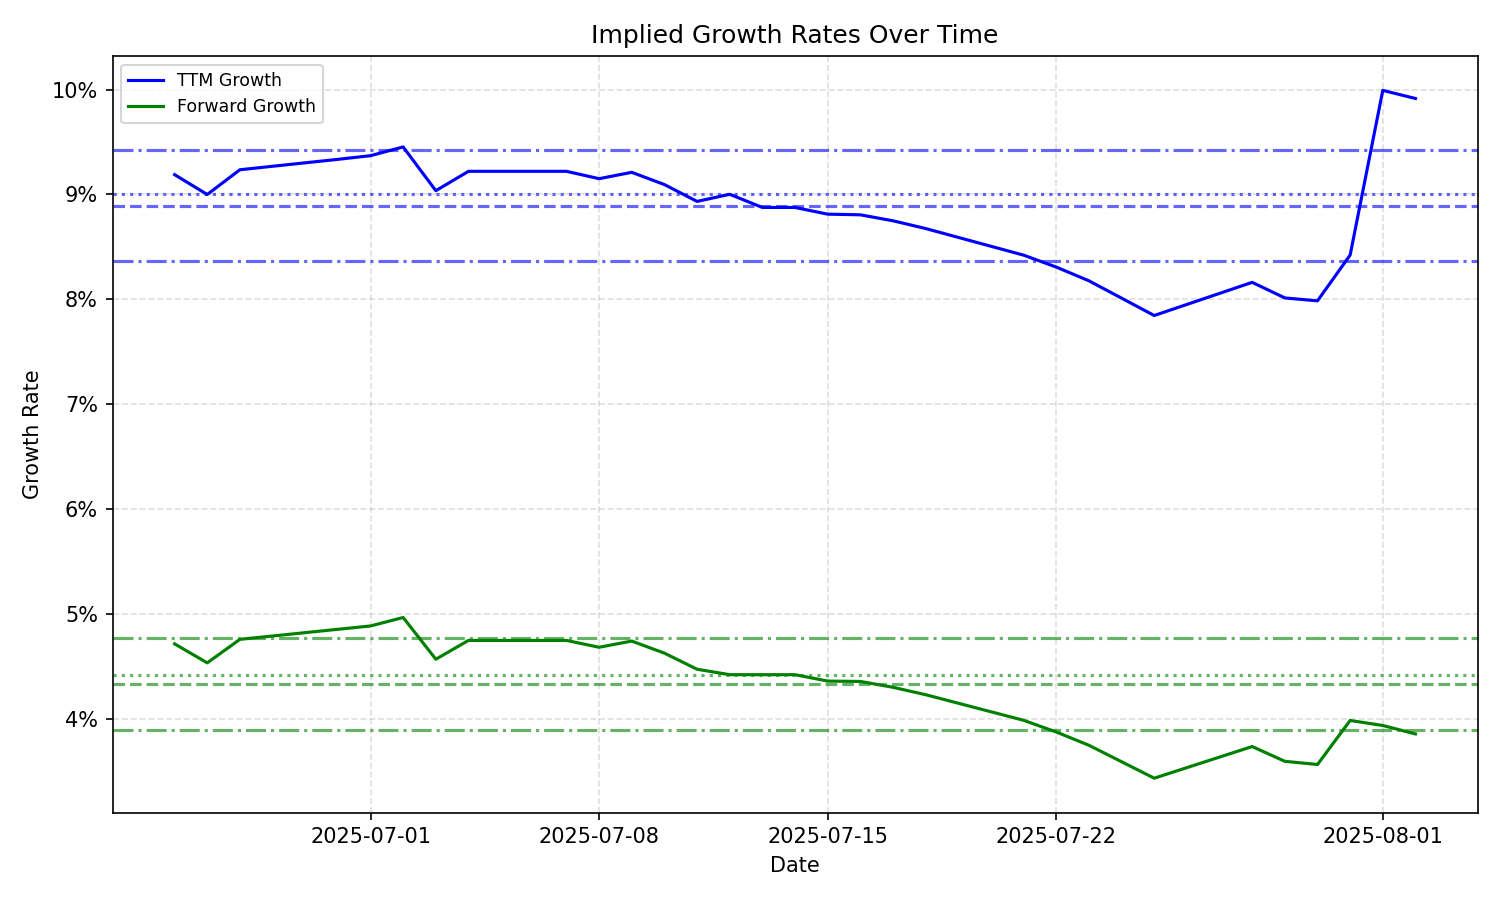 Implied Growth Rates Over Time
TTM Growth
Forward Growth
10%
9%
8%
7%
6%
5%
4%
Growth Rate
2025-07-01
2025-07-08
2025-07-15
2025-07-22
2025-08-01
Date